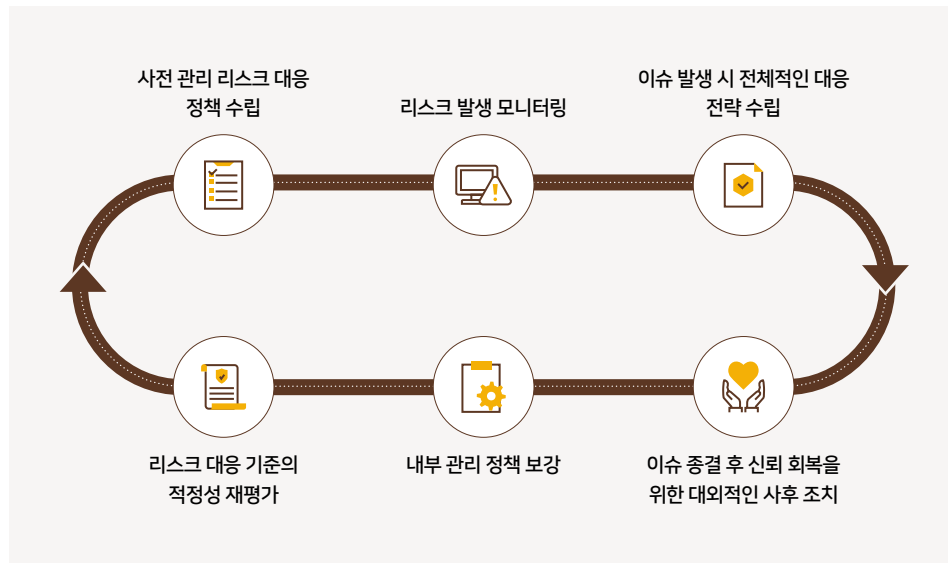 사전 관리 리스크 대응
정책 수립
리스크 발생 모니터링
이슈 발생 시 전체적인 대응
전략 수립
리스크 대응 기준의
적정성 재평가
내부 관리 정책 보강
이슈 종결 후 신뢰 회복을
위한 대외적인 사후 조치